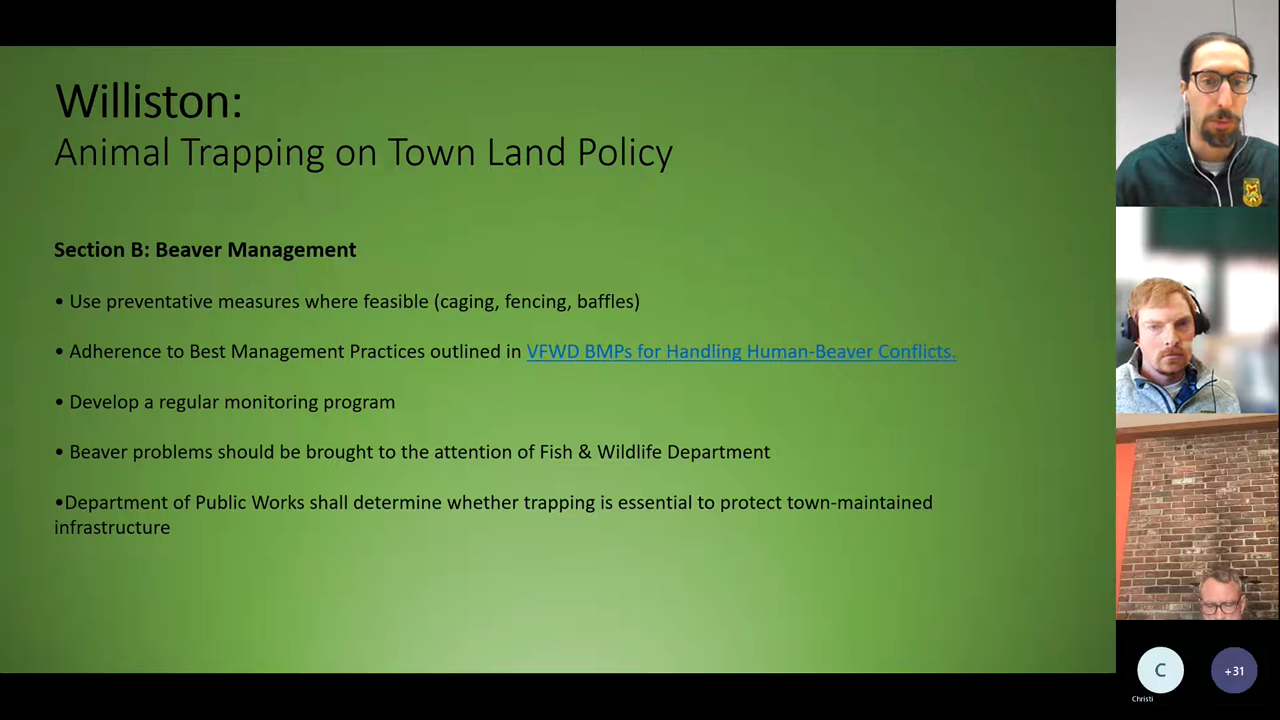 Williston:
Animal Trapping on Town Land Policy
Section B: Beaver Management
• Use preventative measures where feasible (caging, fencing, baffles)
• Adherence to Best Management Practices outlined in VFWD BMPs for Handling Human-Beaver Conflicts.
• Develop a regular monitoring program
• Beaver problems should be brought to the attention of Fish & Wildlife Department
•Department of Public Works shall determine whether trapping is essential to protect town-maintained
infrastructure
C
+31
Christi